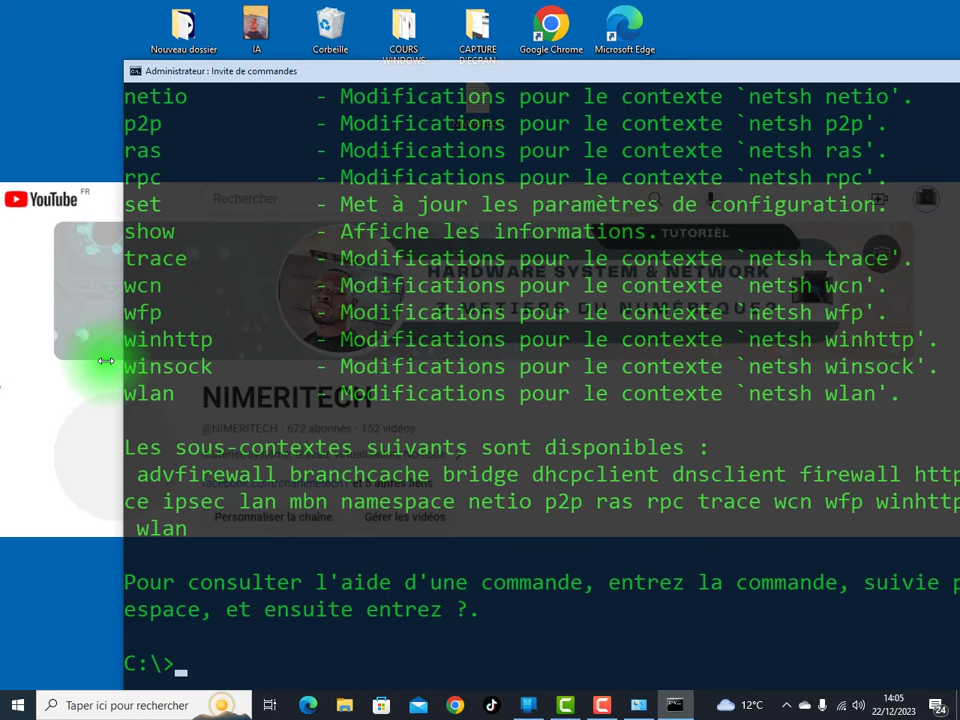 Nouveau dossier
IA
Corbeille
COURS WINDOWS
CAPTURE D'ECRAN
Google Chrome
Microsoft Edge
Administrateur : Invite de commandes
netio - Modifications pour le contexte `netsh netio'.
p2p - Modifications pour le contexte `netsh p2p'.
ras - Modifications pour le contexte `netsh ras'.
rpc - Modifications pour le contexte `netsh rpc'.
set - Met à jour les paramètres de configuration.
show - Affiche les informations.
trace - Modifications pour le contexte `netsh trace'.
wcn - Modifications pour le contexte `netsh wcn'.
wfp - Modifications pour le contexte `netsh wfp'.
winhttp - Modifications pour le contexte `netsh winhttp'.
winsock - Modifications pour le contexte `netsh winsock'.
wlan - Modifications pour le contexte `netsh wlan'.
Les sous-contextes suivants sont disponibles :
advfirewall branchcache bridge dhcpclient dnsclient firewall http
ce ipsec lan mbn namespace netio p2p ras rpc trace wcn wfp winhttp
wlan
Pour consulter l'aide d'une commande, entrez la commande, suivie p
espace, et ensuite entrez ?.
C:\>
YouTube FR
Rechercher
TUTORIEL
HARDWARE SYSTEM & NETWORK
METIERS DU NUMÉRIQUE?
NIMERITECH
@NIMERITECH · 672 abonnés · 152 vidéos
et 5 autres liens
Personnaliser la chaîne
Gérer les vidéos
Taper ici pour rechercher
12°C
14:05
22/12/2023
24